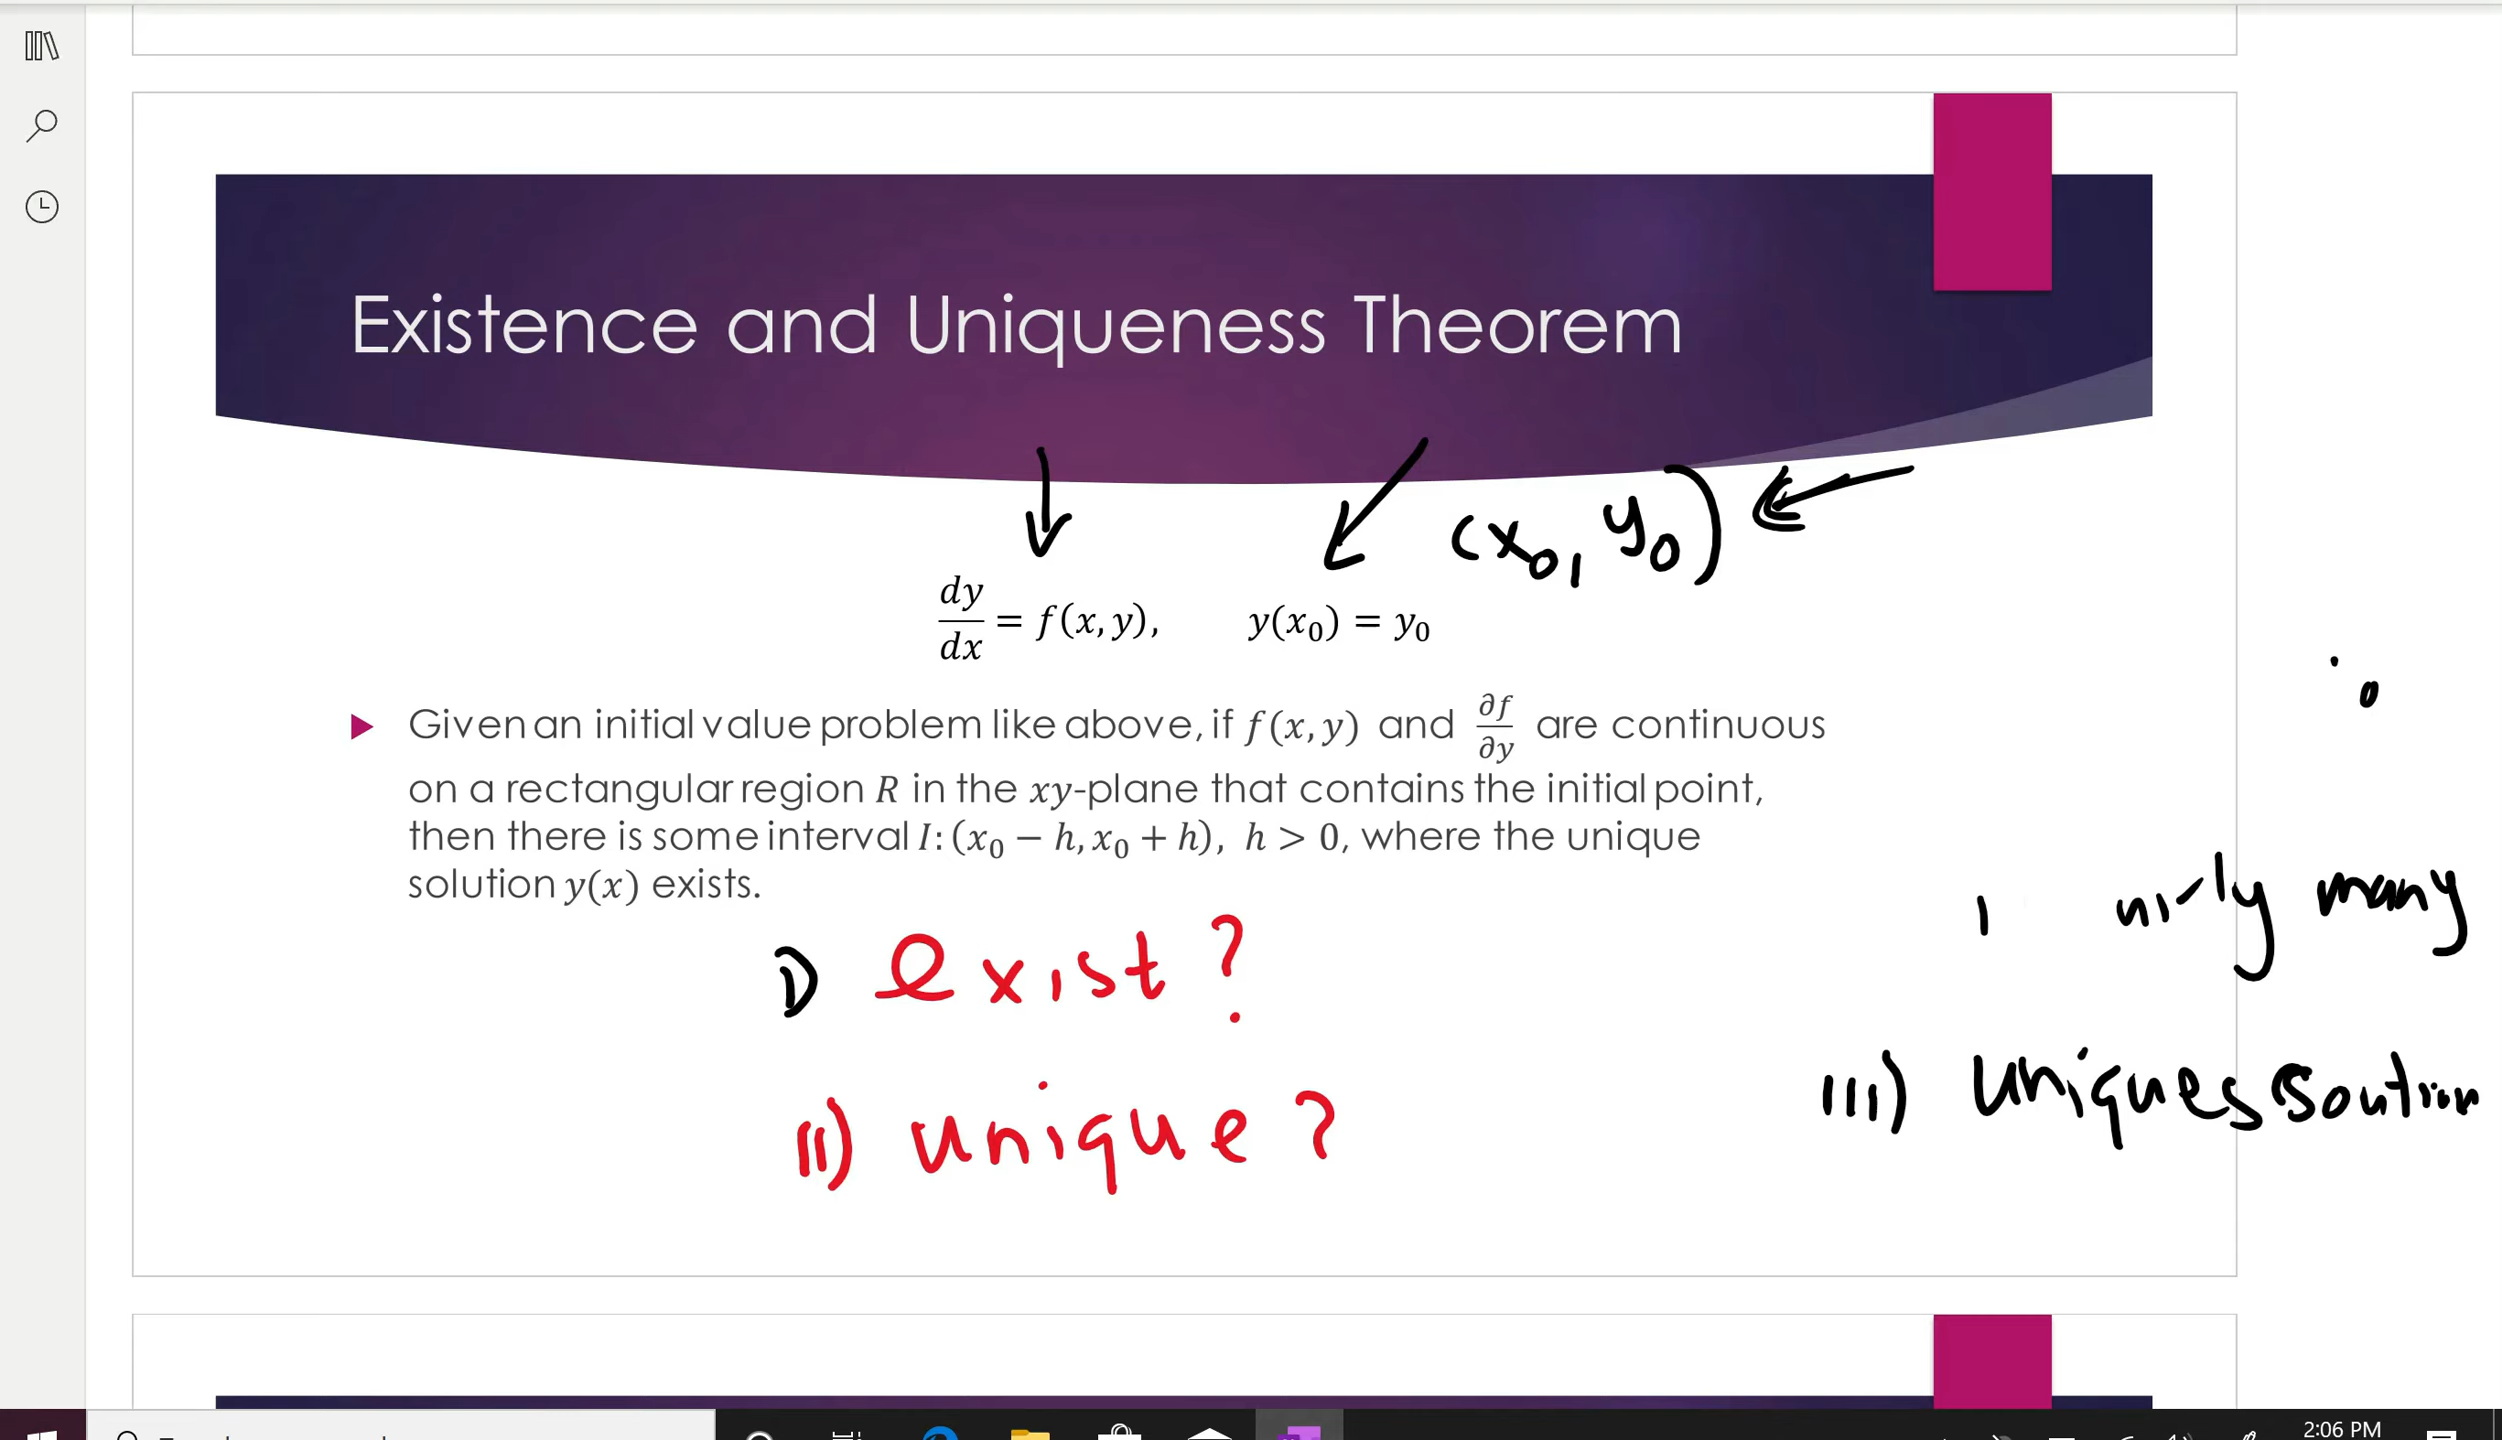 Existence and Uniqueness Theorem
(x₀, y₀)
dy/dx = f(x, y),    y(x₀) = y₀
Given an initial value problem like above, if f(x, y) and ∂f/∂y are continuous
on a rectangular region R in the xy-plane that contains the initial point,
then there is some interval I: (x₀ − h, x₀ + h), h > 0, where the unique
solution y(x) exists.
many
exist?
ii) unique?
iii) uniques soution
2:06 PM